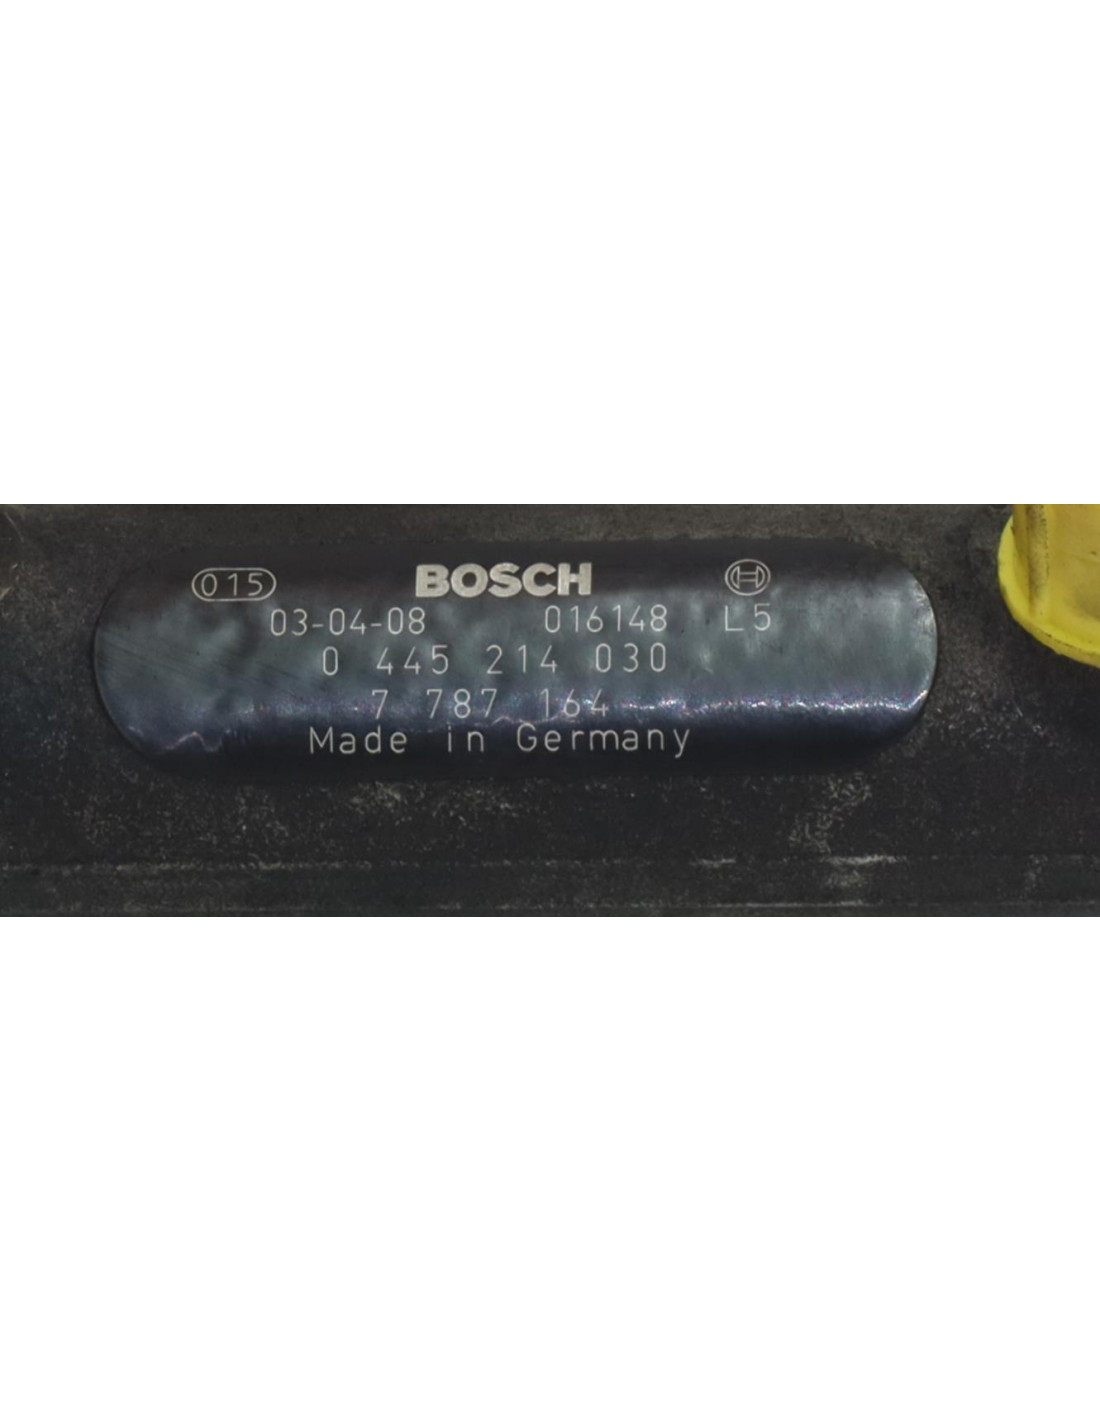 015 BOSCH
03-04-08 016148 L5
0 445 214 030
7 787 164
Made in Germany